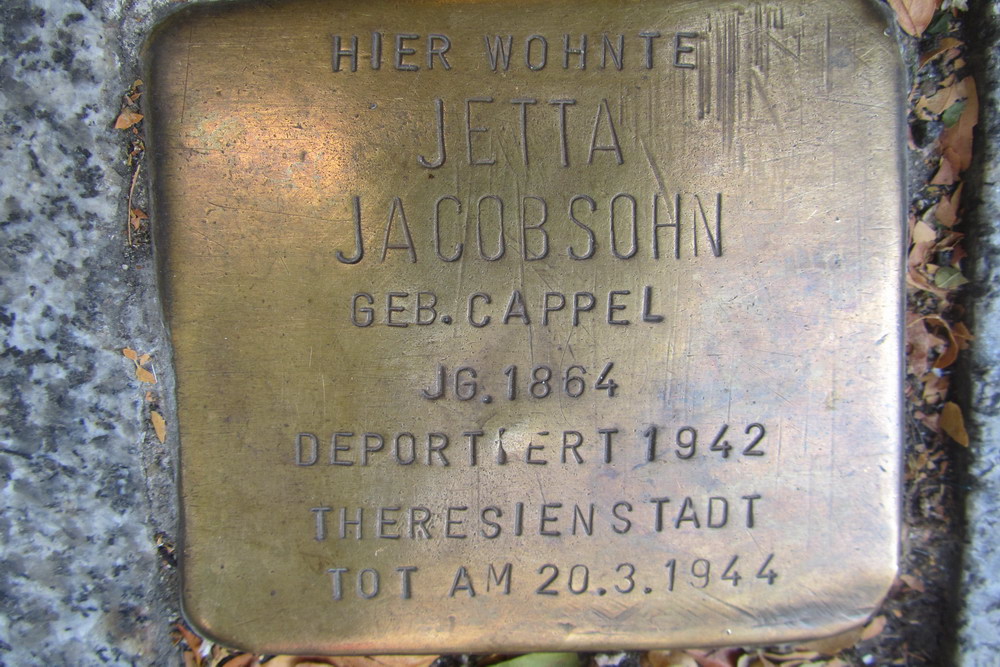 HIER WOHNTE
JETTA
JACOBSOHN
GEB. CAPPEL
JG. 1864
DEPORTIERT 1942
THERESIENSTADT
TOT AM 20.3.1944